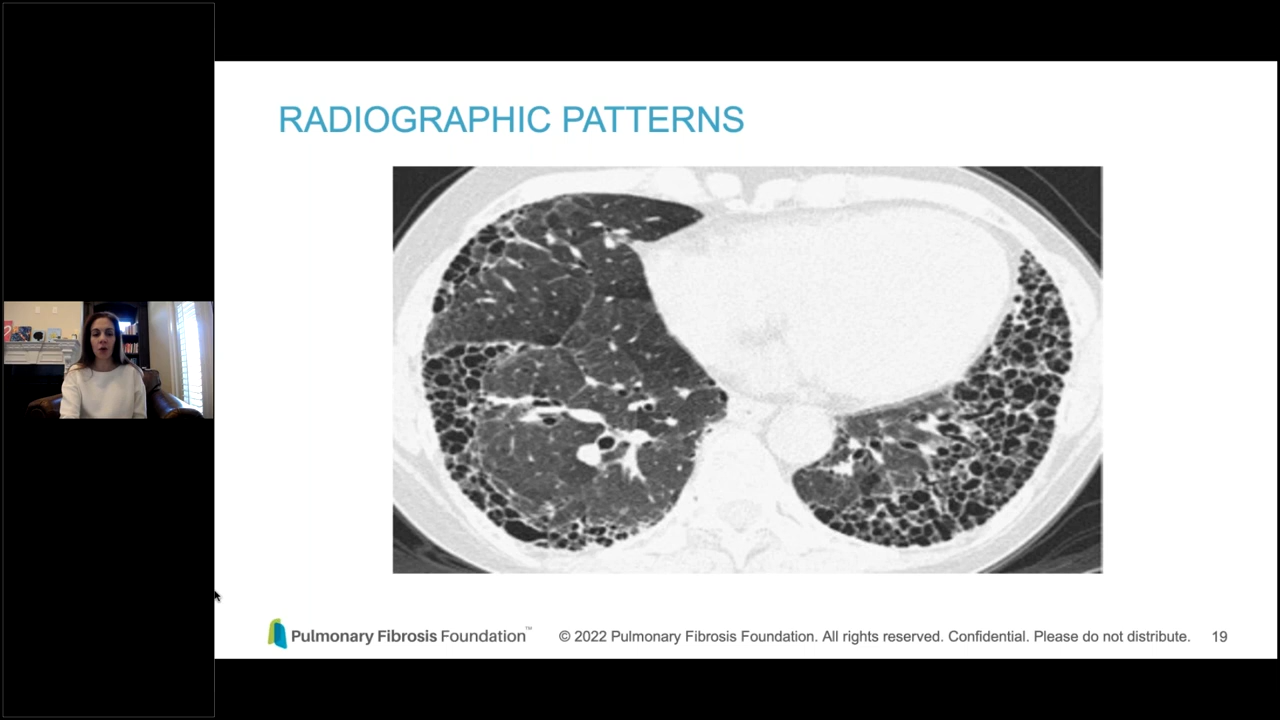 RADIOGRAPHIC PATTERNS
Pulmonary Fibrosis Foundation™ © 2022 Pulmonary Fibrosis Foundation. All rights reserved. Confidential. Please do not distribute. 19